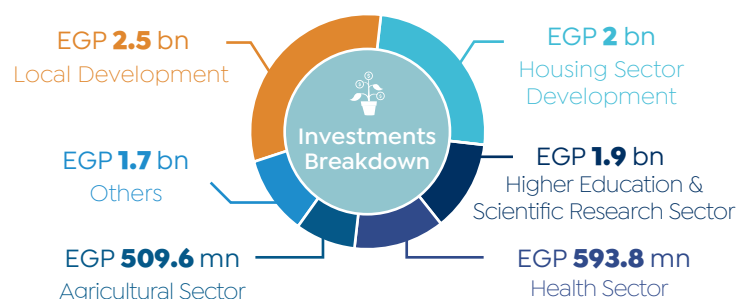 EGP 2.5 bn
Local Development
EGP 2 bn
Housing Sector
Development
Investments
Breakdown
EGP 1.7 bn
Others
EGP 1.9 bn
Higher Education &
Scientific Research Sector
EGP 509.6 mn
Agricultural Sector
EGP 593.8 mn
Health Sector